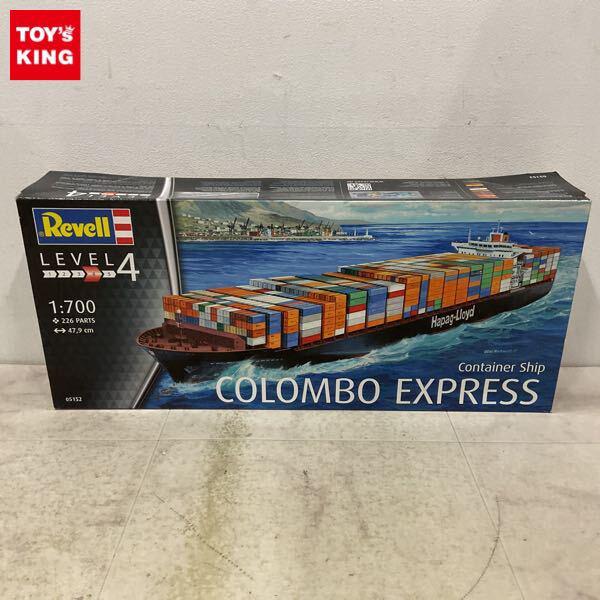 TOY's
KING
Revell
LEVEL 4
1:700
226 PARTS
47,9 cm
05152
Hapag-Lloyd
Container Ship
COLOMBO EXPRESS
05152